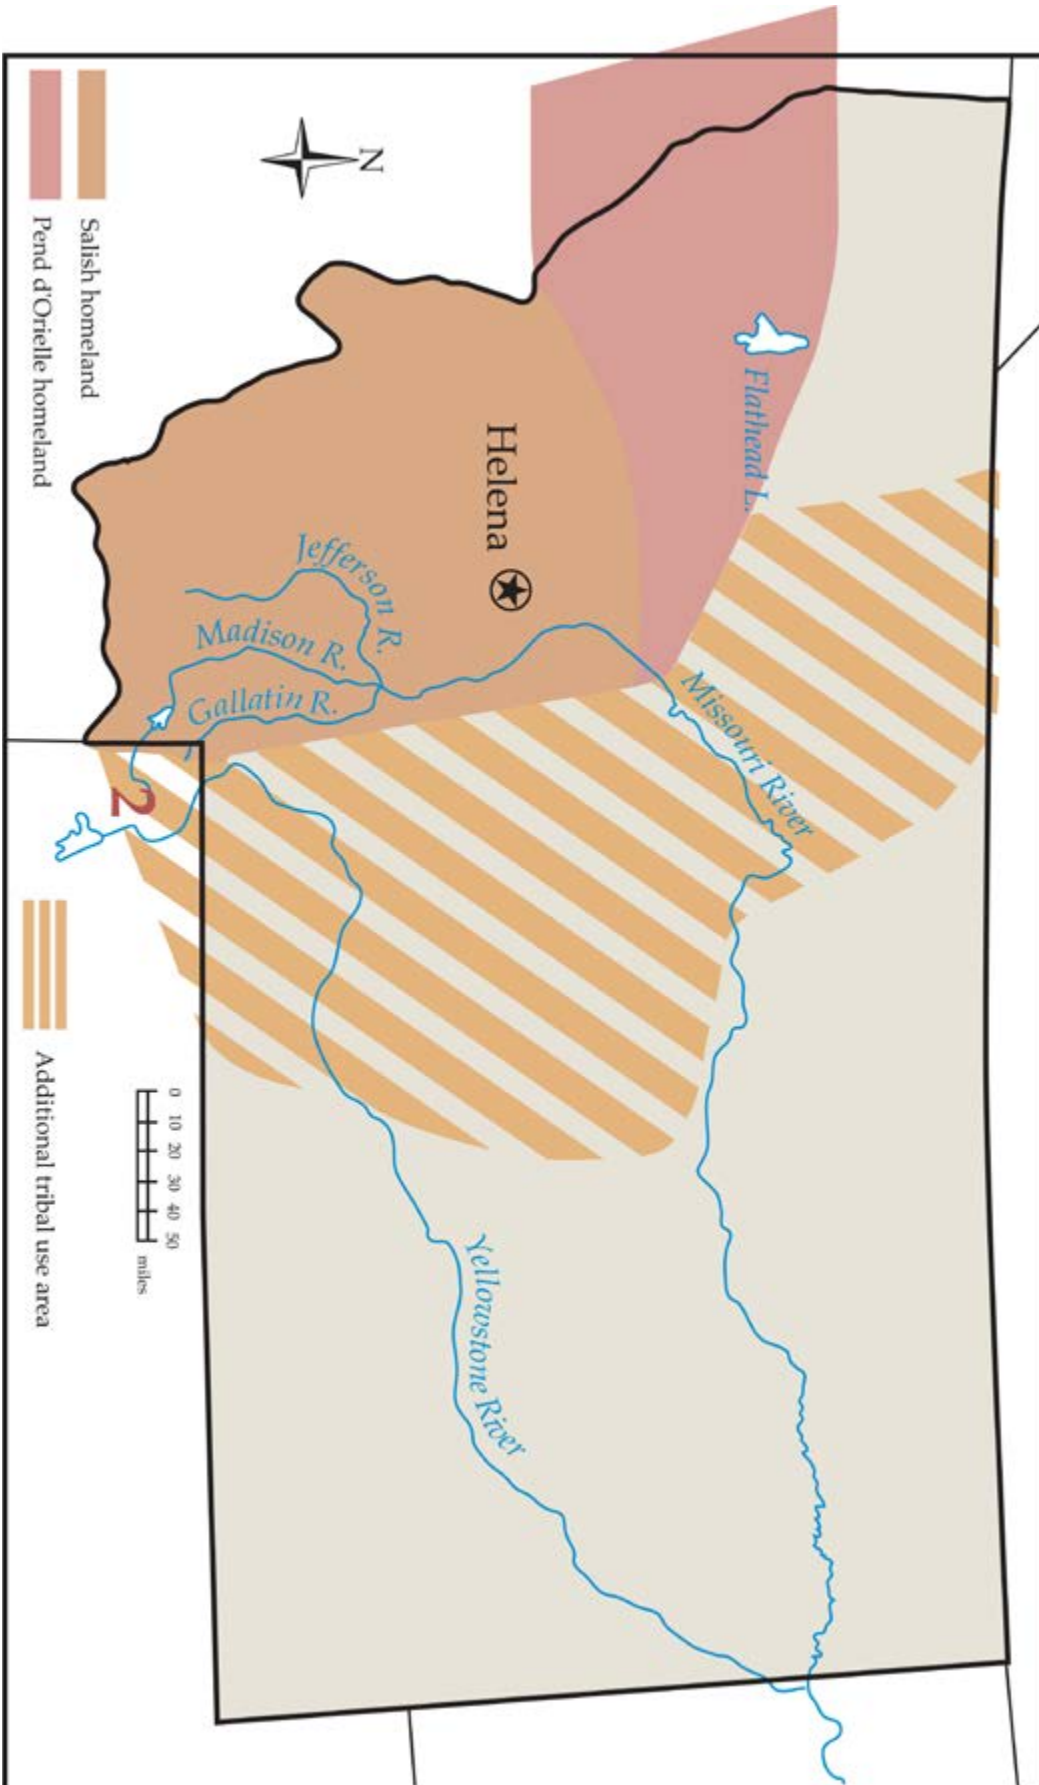 Flathead L.
Missouri River
Helena
Jefferson R.
Madison R.
Gallatin R.
Yellowstone River
2
N
Salish homeland
Pend d'Orielle homeland
0 10 20 30 40 50
miles
Additional tribal use area